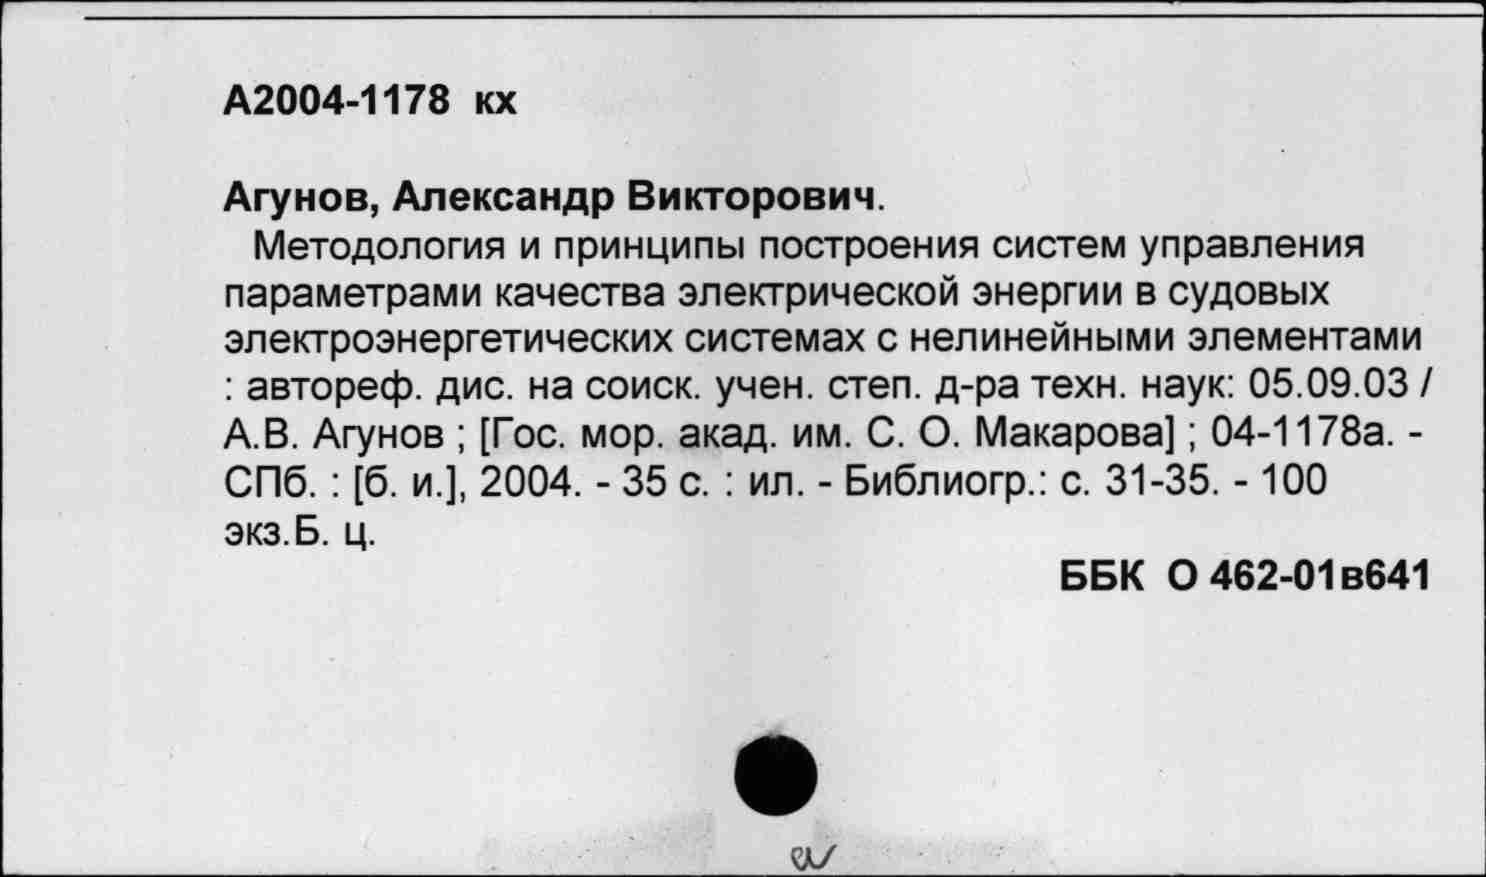 А2004-1178 кх
Агунов, Александр Викторович.
Методология и принципы построения систем управления
параметрами качества электрической энергии в судовых
электроэнергетических системах с нелинейными элементами
: автореф. дис. на соиск. учен. степ. д-ра техн. наук: 05.09.03 /
А.В. Агунов ; [Гос. мор. акад. им. С. О. Макарова] ; 04-1178а. -
СПб. : [б. и.], 2004. - 35 с. : ил. - Библиогр.: с. 31-35. - 100
экз.Б. ц.
ББК О 462-01в641